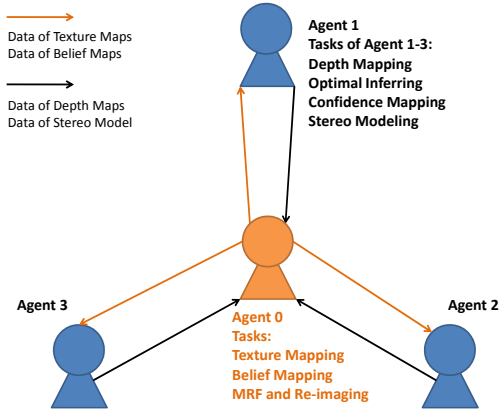 Data of Texture Maps
Data of Belief Maps
Data of Depth Maps
Data of Stereo Model
Agent 1
Tasks of Agent 1-3:
Depth Mapping
Optimal Inferring
Confidence Mapping
Stereo Modeling
Agent 3
Agent 2
Agent 0
Tasks:
Texture Mapping
Belief Mapping
MRF and Re-imaging